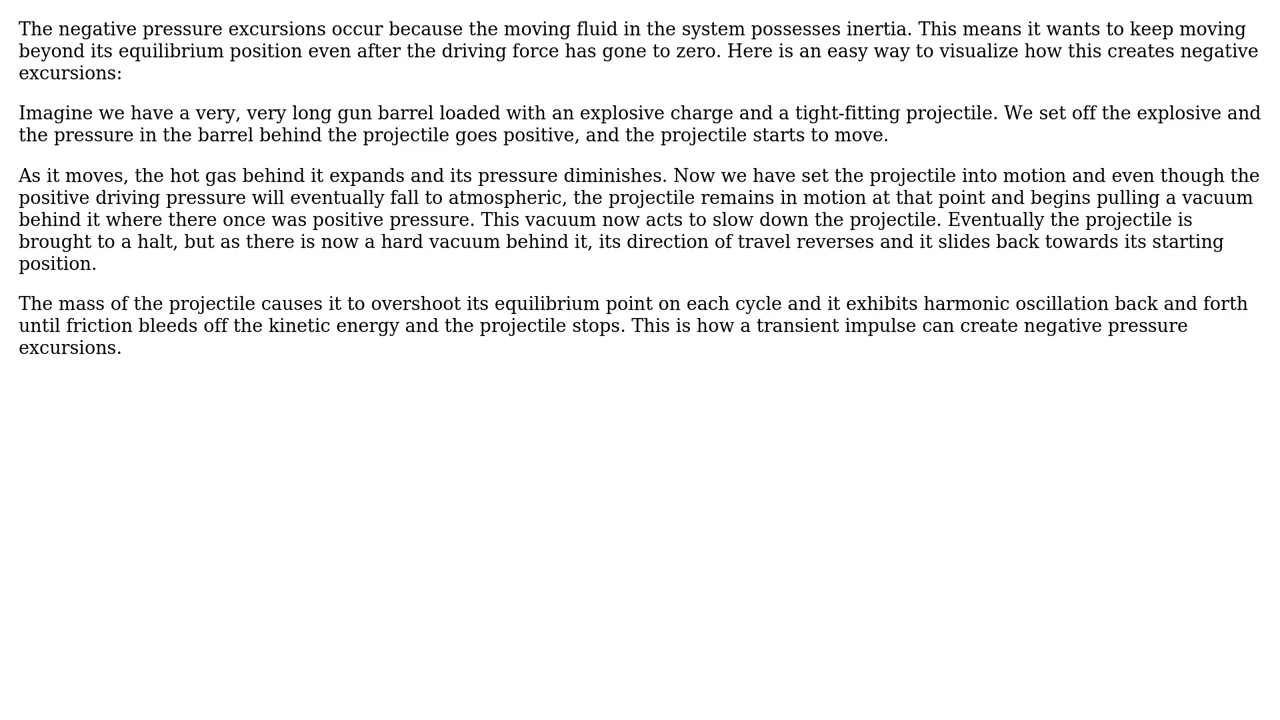 The negative pressure excursions occur because the moving fluid in the system possesses inertia. This means it wants to keep moving
beyond its equilibrium position even after the driving force has gone to zero. Here is an easy way to visualize how this creates negative
excursions:
Imagine we have a very, very long gun barrel loaded with an explosive charge and a tight-fitting projectile. We set off the explosive and
the pressure in the barrel behind the projectile goes positive, and the projectile starts to move.
As it moves, the hot gas behind it expands and its pressure diminishes. Now we have set the projectile into motion and even though the
positive driving pressure will eventually fall to atmospheric, the projectile remains in motion at that point and begins pulling a vacuum
behind it where there once was positive pressure. This vacuum now acts to slow down the projectile. Eventually the projectile is
brought to a halt, but as there is now a hard vacuum behind it, its direction of travel reverses and it slides back towards its starting
position.
The mass of the projectile causes it to overshoot its equilibrium point on each cycle and it exhibits harmonic oscillation back and forth
until friction bleeds off the kinetic energy and the projectile stops. This is how a transient impulse can create negative pressure
excursions.